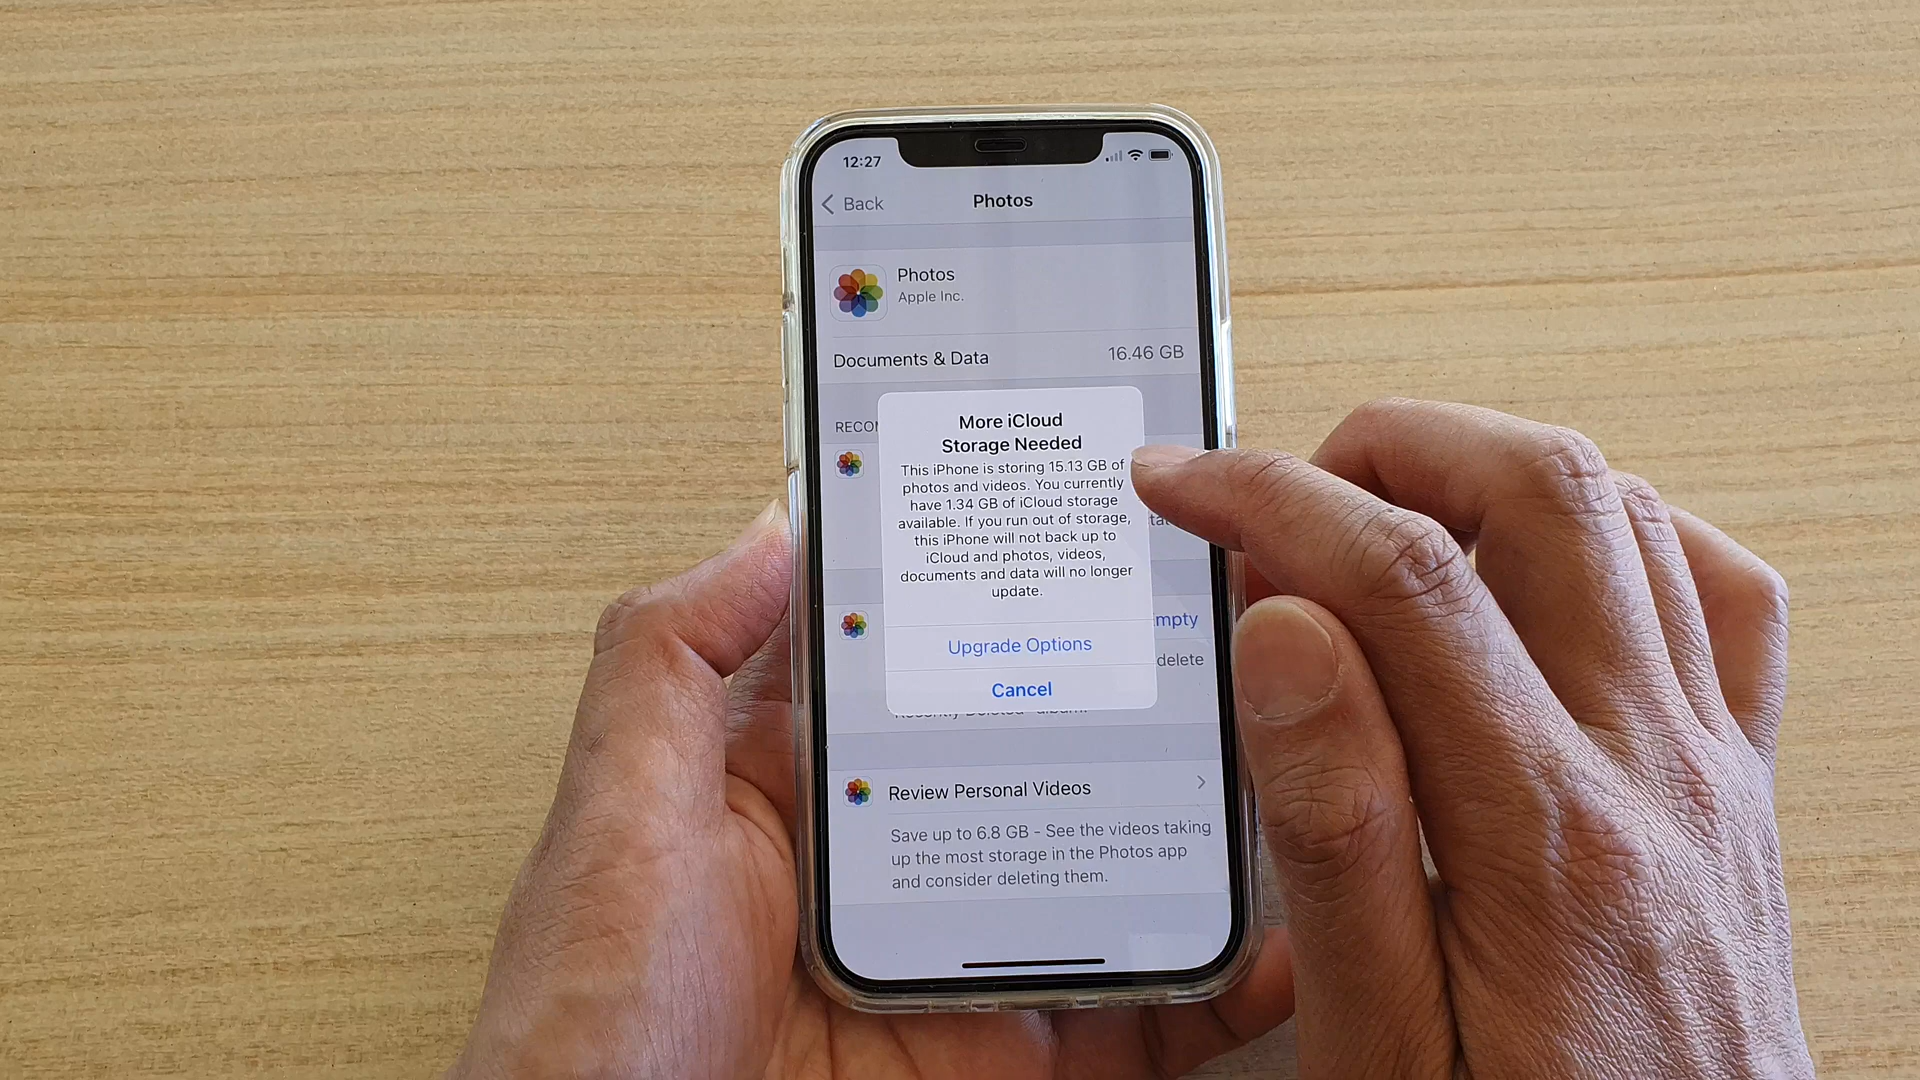 12:27
Back
Photos
Photos
Apple Inc.
Documents & Data 16.46 GB
More iCloud
Storage Needed
This iPhone is storing 15.13 GB of
photos and videos. You currently
have 1.34 GB of iCloud storage
available. If you run out of storage,
this iPhone will not back up to
iCloud and photos, videos,
documents and data will no longer
update.
Upgrade Options
Cancel
delete
Review Personal Videos
Save up to 6.8 GB - See the videos taking
up the most storage in the Photos app
and consider deleting them.